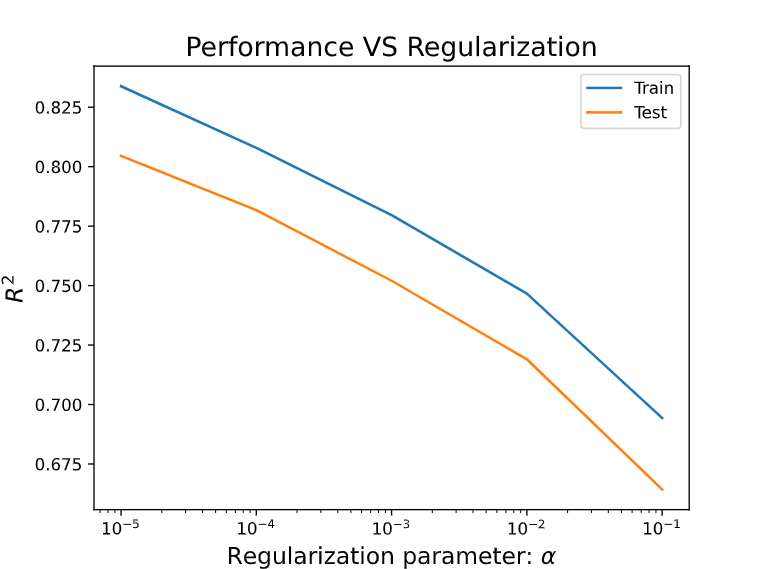 Performance VS Regularization
Train
Test
0.825
0.800
0.775
0.750
0.725
0.700
0.675
R²
10⁻⁵ 10⁻⁴ 10⁻³ 10⁻² 10⁻¹
Regularization parameter: α